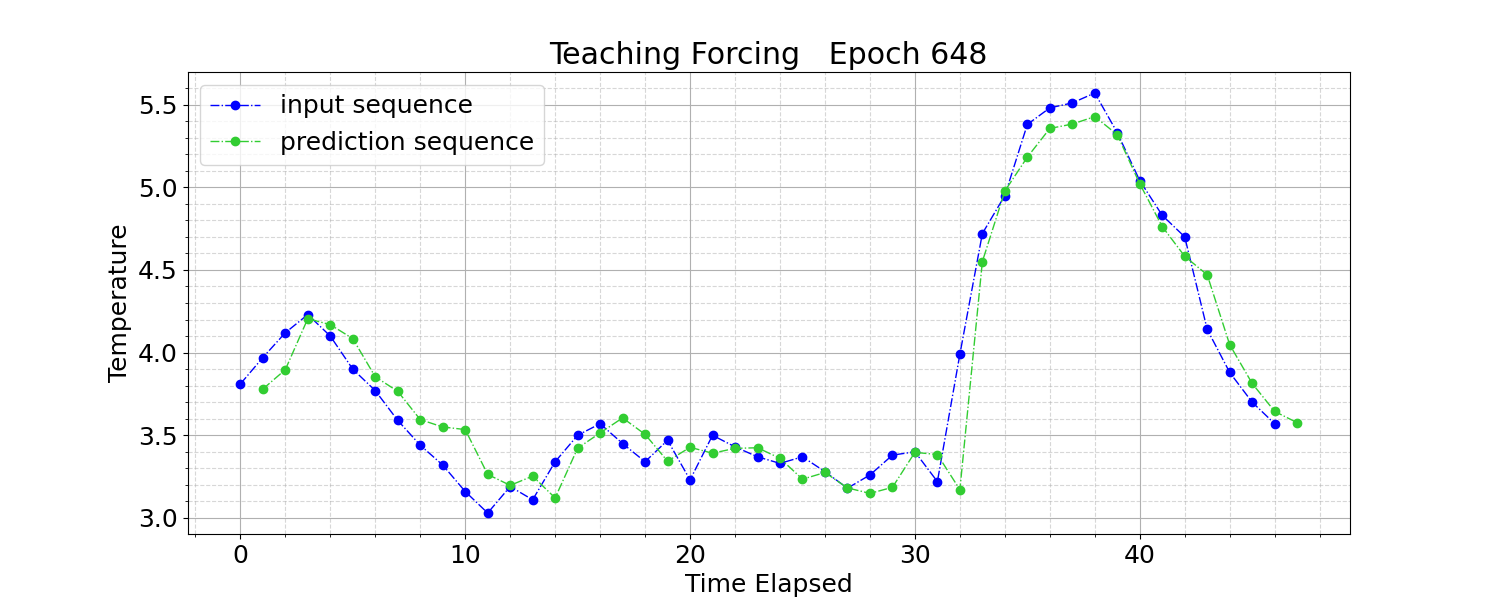 Teaching Forcing   Epoch 648
input sequence
prediction sequence
5.5
5.0
4.5
4.0
3.5
3.0
Temperature
0 10 20 30 40
Time Elapsed